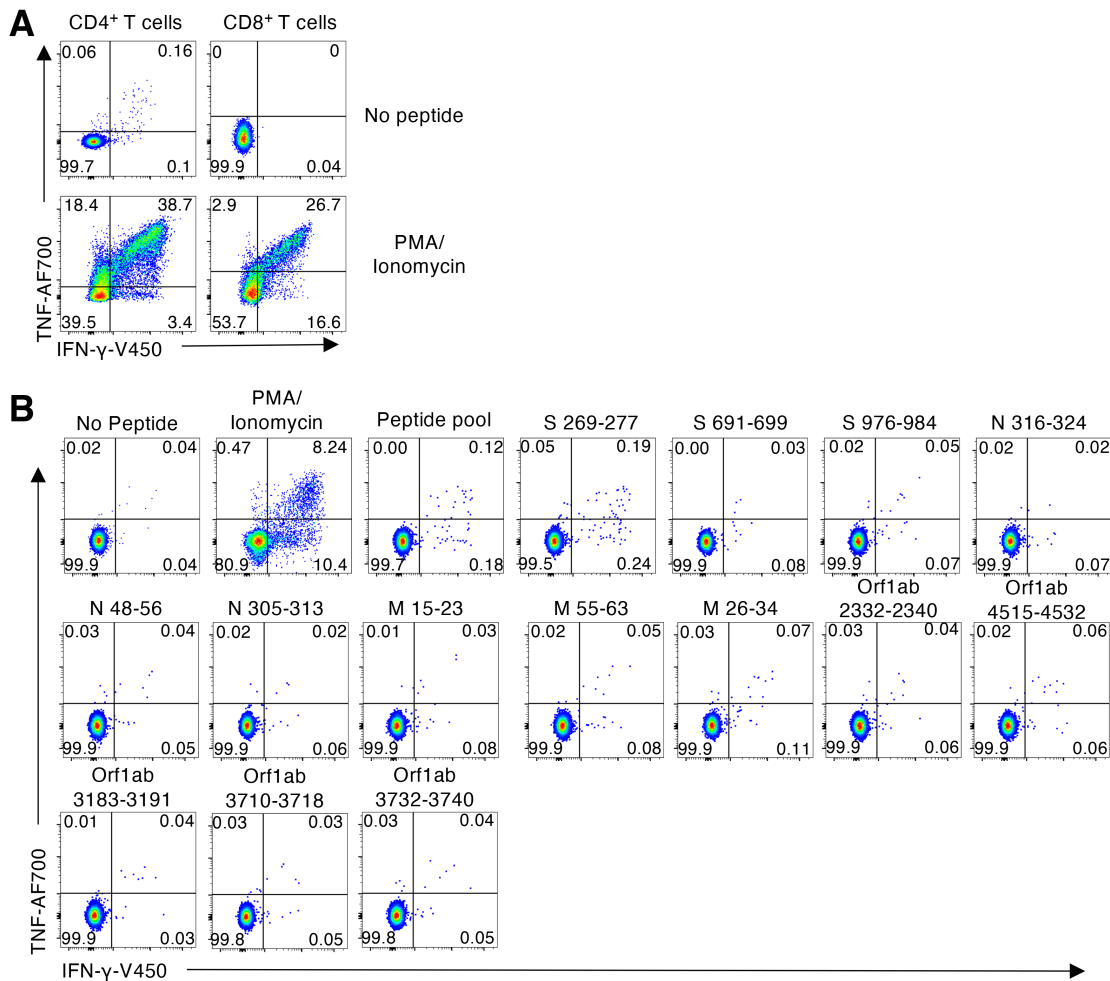 A
CD4+ T cells
CD8+ T cells
0.06 0.16
0 0
No peptide
99.7 0.1
99.9 0.04
18.4 38.7
2.9 26.7
PMA/
Ionomycin
39.5 3.4
53.7 16.6
TNF-AF700
IFN-γ-V450
B
No Peptide
PMA/
Ionomycin
Peptide pool
S 269-277
S 691-699
S 976-984
N 316-324
0.02 0.04
0.47 8.24
0.00 0.12
0.05 0.19
0.00 0.03
0.02 0.05
0.02 0.02
99.9 0.04
80.9 10.4
99.7 0.18
99.5 0.24
99.9 0.08
99.9 0.07
99.9 0.07
N 48-56
N 305-313
M 15-23
M 55-63
M 26-34
Orf1ab
2332-2340
Orf1ab
4515-4532
0.03 0.04
0.02 0.02
0.01 0.03
0.02 0.05
0.03 0.07
0.03 0.04
0.02 0.06
99.9 0.05
99.9 0.06
99.9 0.08
99.9 0.08
99.9 0.11
99.9 0.06
99.9 0.06
Orf1ab
3183-3191
Orf1ab
3710-3718
Orf1ab
3732-3740
0.01 0.04
0.03 0.03
0.03 0.04
99.9 0.03
99.8 0.05
99.8 0.05
TNF-AF700
IFN-γ-V450